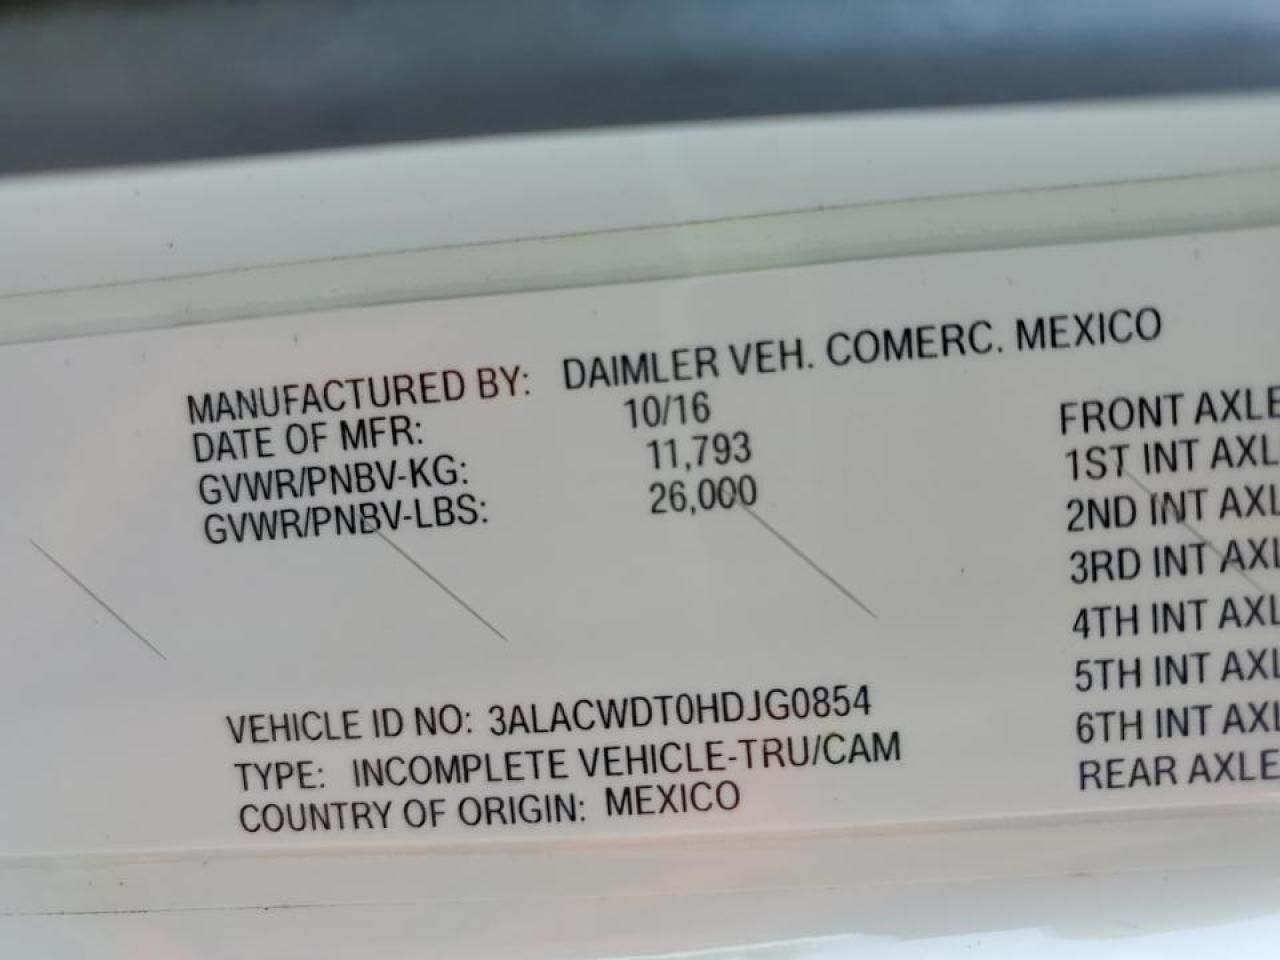 MANUFACTURED BY: DAIMLER VEH. COMERC. MEXICO
DATE OF MFR: 10/16
GVWR/PNBV-KG: 11,793
GVWR/PNBV-LBS: 26,000
VEHICLE ID NO: 3ALACWDT0HDJG0854
TYPE: INCOMPLETE VEHICLE-TRU/CAM
COUNTRY OF ORIGIN: MEXICO
FRONT AXLE
1ST INT AXL
2ND INT AXL
3RD INT AXL
4TH INT AXL
5TH INT AXL
6TH INT AXL
REAR AXLE